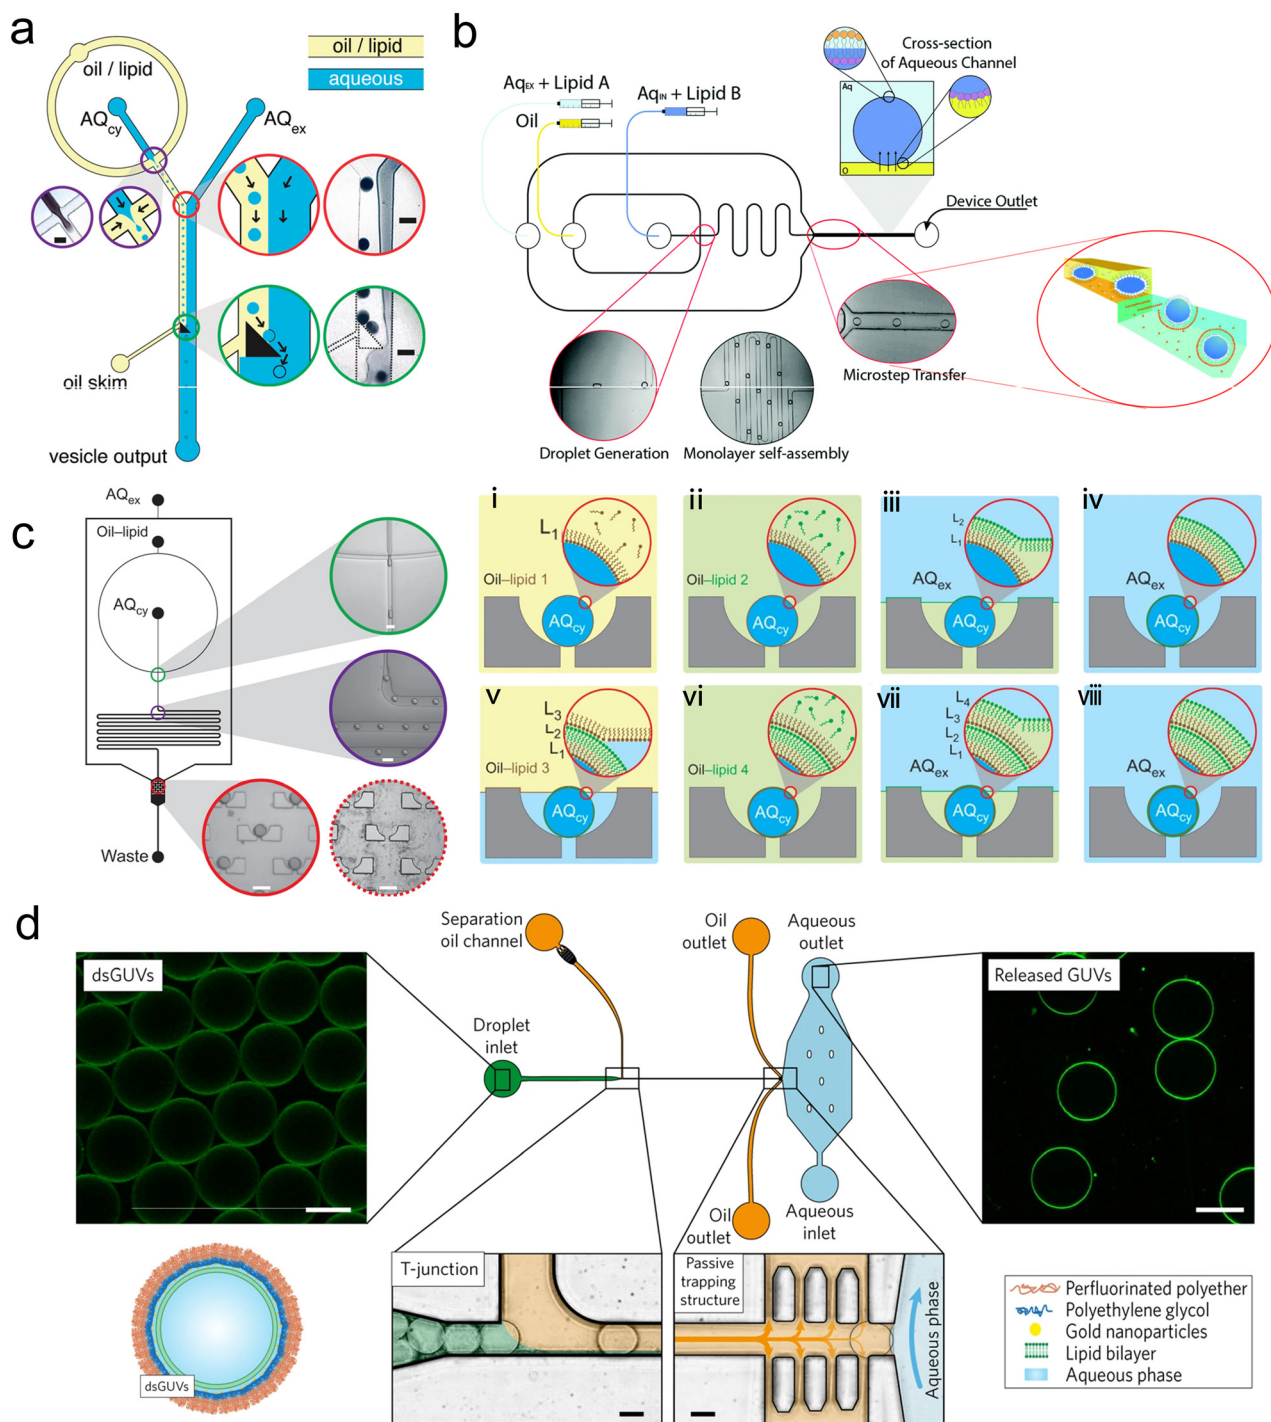 a
oil / lipid
oil / lipid
aqueous
AQcy
AQex
oil skim
vesicle output
b
AqEX + Lipid A
Oil
AqIN + Lipid B
Cross-section
of Aqueous Channel
Aq
O
Device Outlet
Droplet Generation
Monolayer self-assembly
Microstep Transfer
c
AQex
Oil–lipid
AQcy
Waste
i
L1
Oil–lipid 1
AQcy
ii
Oil–lipid 2
AQcy
iii
L2
L1
AQex
AQcy
iv
AQex
AQcy
v
L3
L2
L1
Oil–lipid 3
AQcy
vi
Oil–lipid 4
AQcy
vii
L4
L3
L2
L1
AQex
AQcy
viii
AQex
AQcy
d
dsGUVs
Separation
oil channel
Droplet
inlet
Oil
outlet
Aqueous
outlet
Released GUVs
Oil
outlet
Aqueous
inlet
T-junction
Passive
trapping
structure
Aqueous phase
dsGUVs
Perfluorinated polyether
Polyethylene glycol
Gold nanoparticles
Lipid bilayer
Aqueous phase